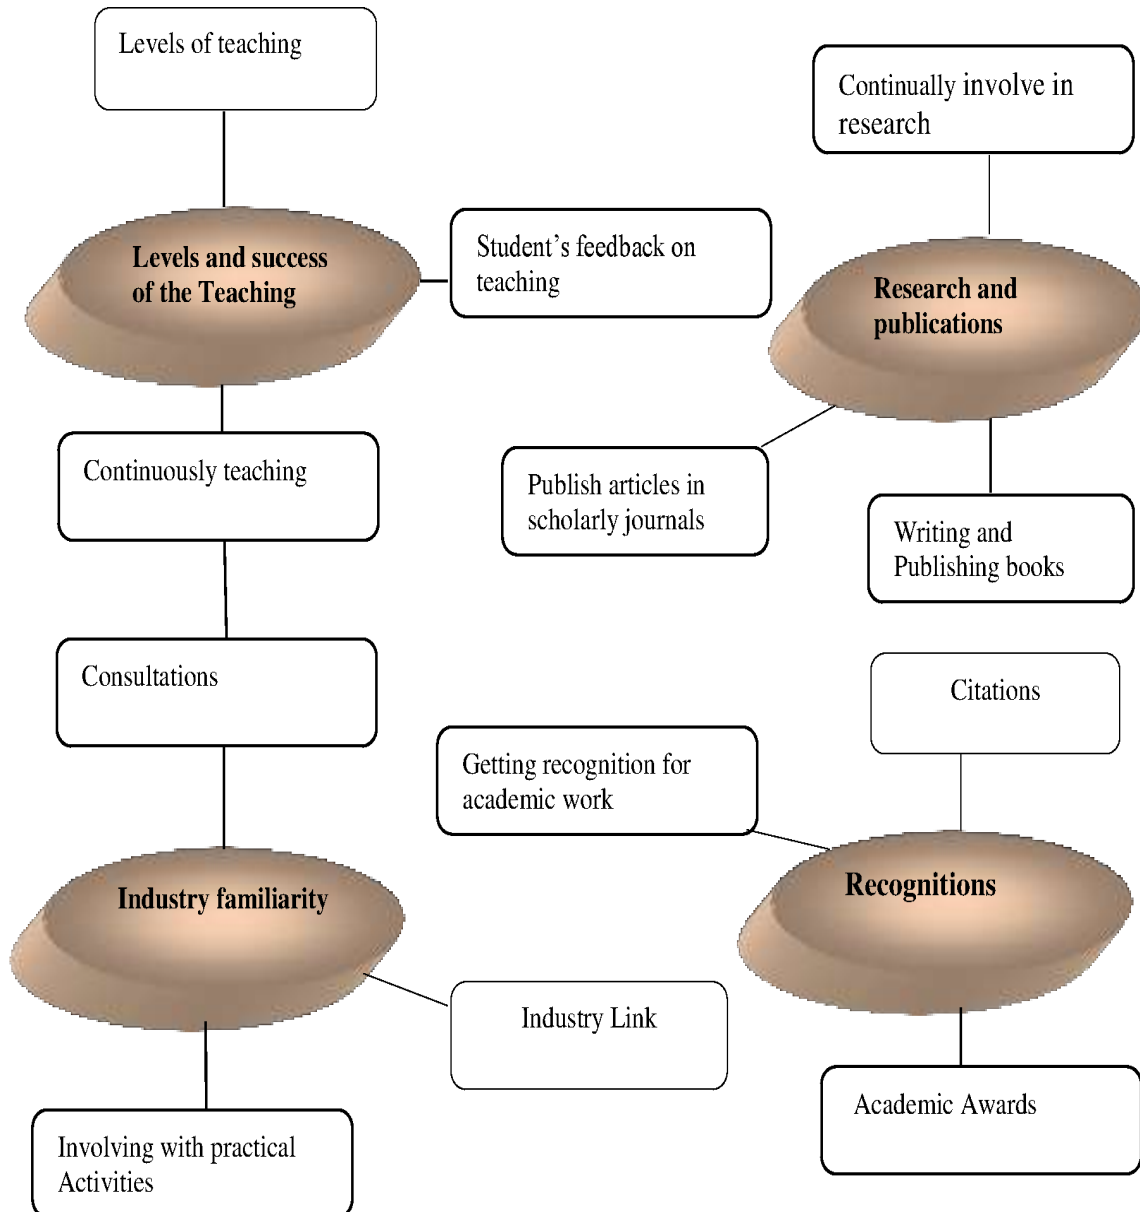 Levels of teaching
Continually involve in
research
Levels and success
of the Teaching
Student’s feedback on
teaching
Research and
publications
Continuously teaching
Publish articles in
scholarly journals
Writing and
Publishing books
Consultations
Citations
Getting recognition for
academic work
Industry familiarity
Recognitions
Industry Link
Academic Awards
Involving with practical
Activities